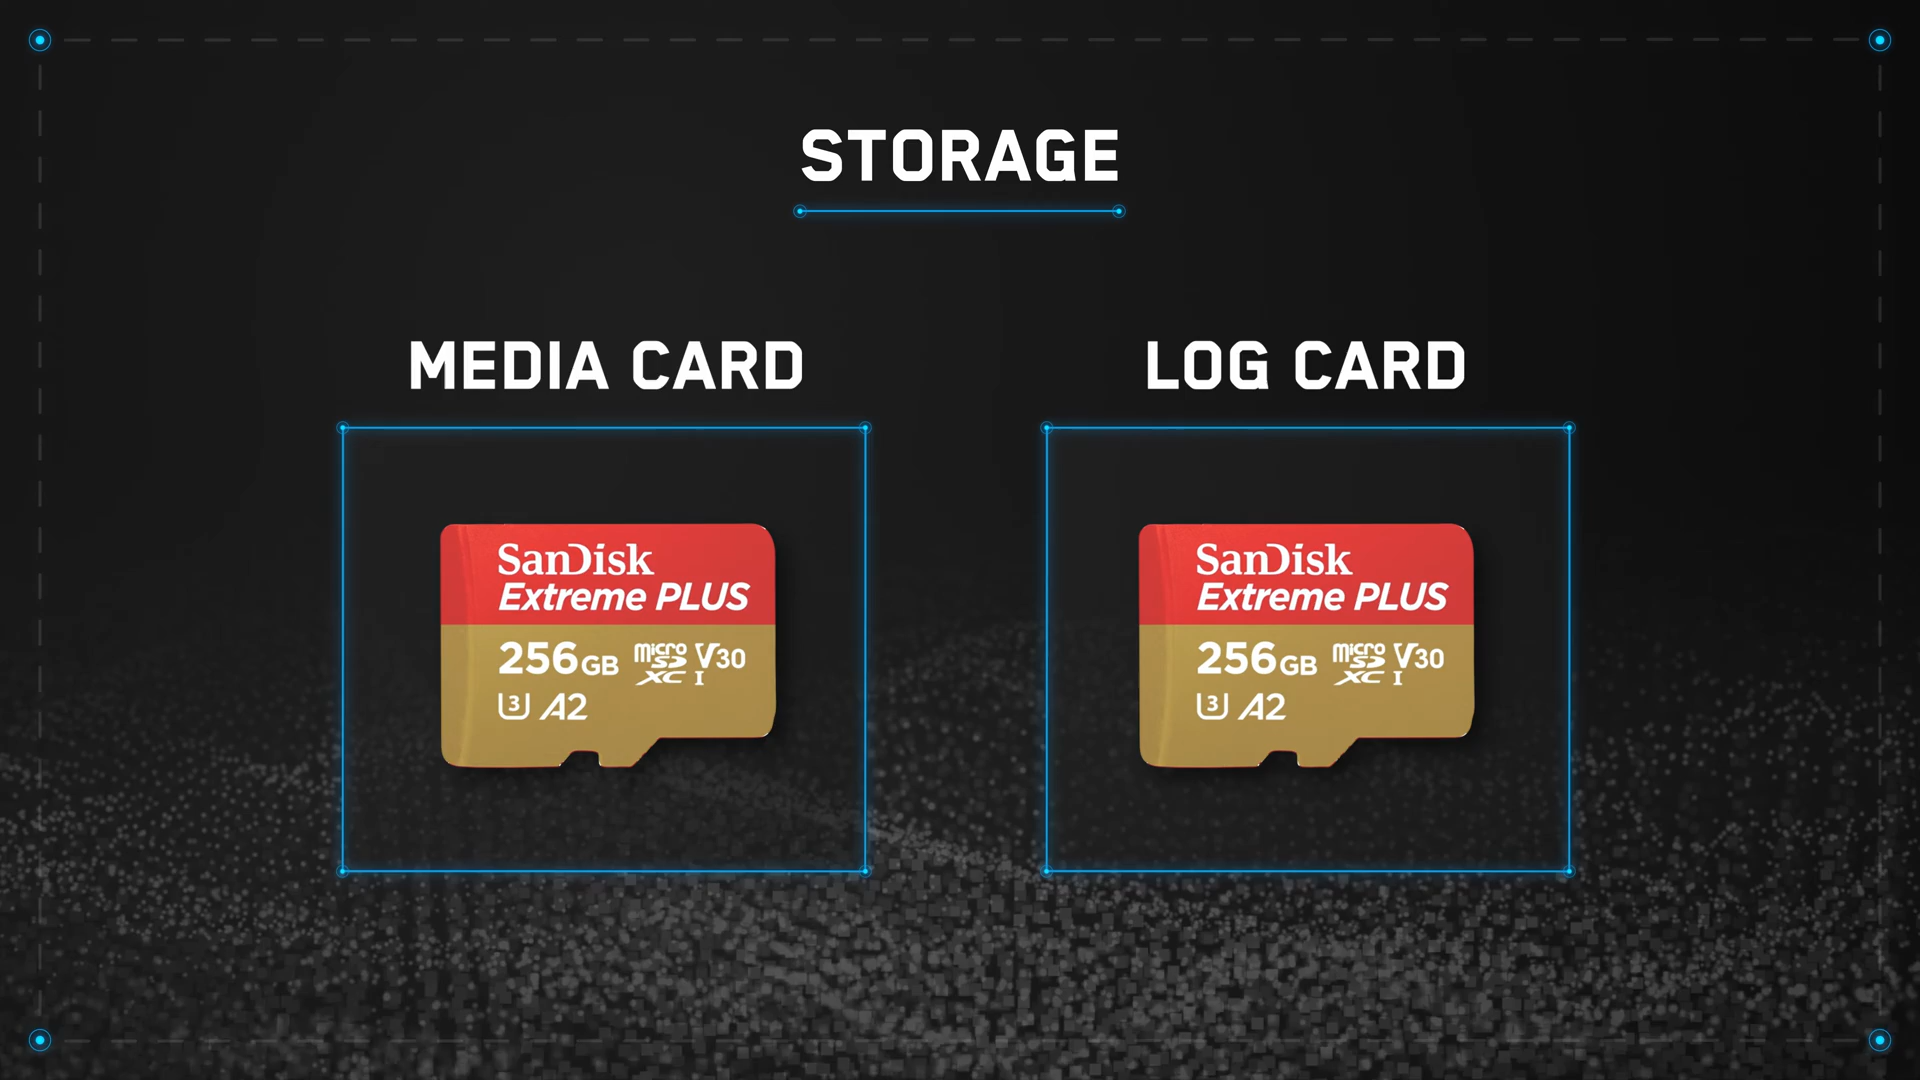 STORAGE
MEDIA CARD
SanDisk
Extreme PLUS
256GB micro SD XC I V30
U3 A2
LOG CARD
SanDisk
Extreme PLUS
256GB micro SD XC I V30
U3 A2